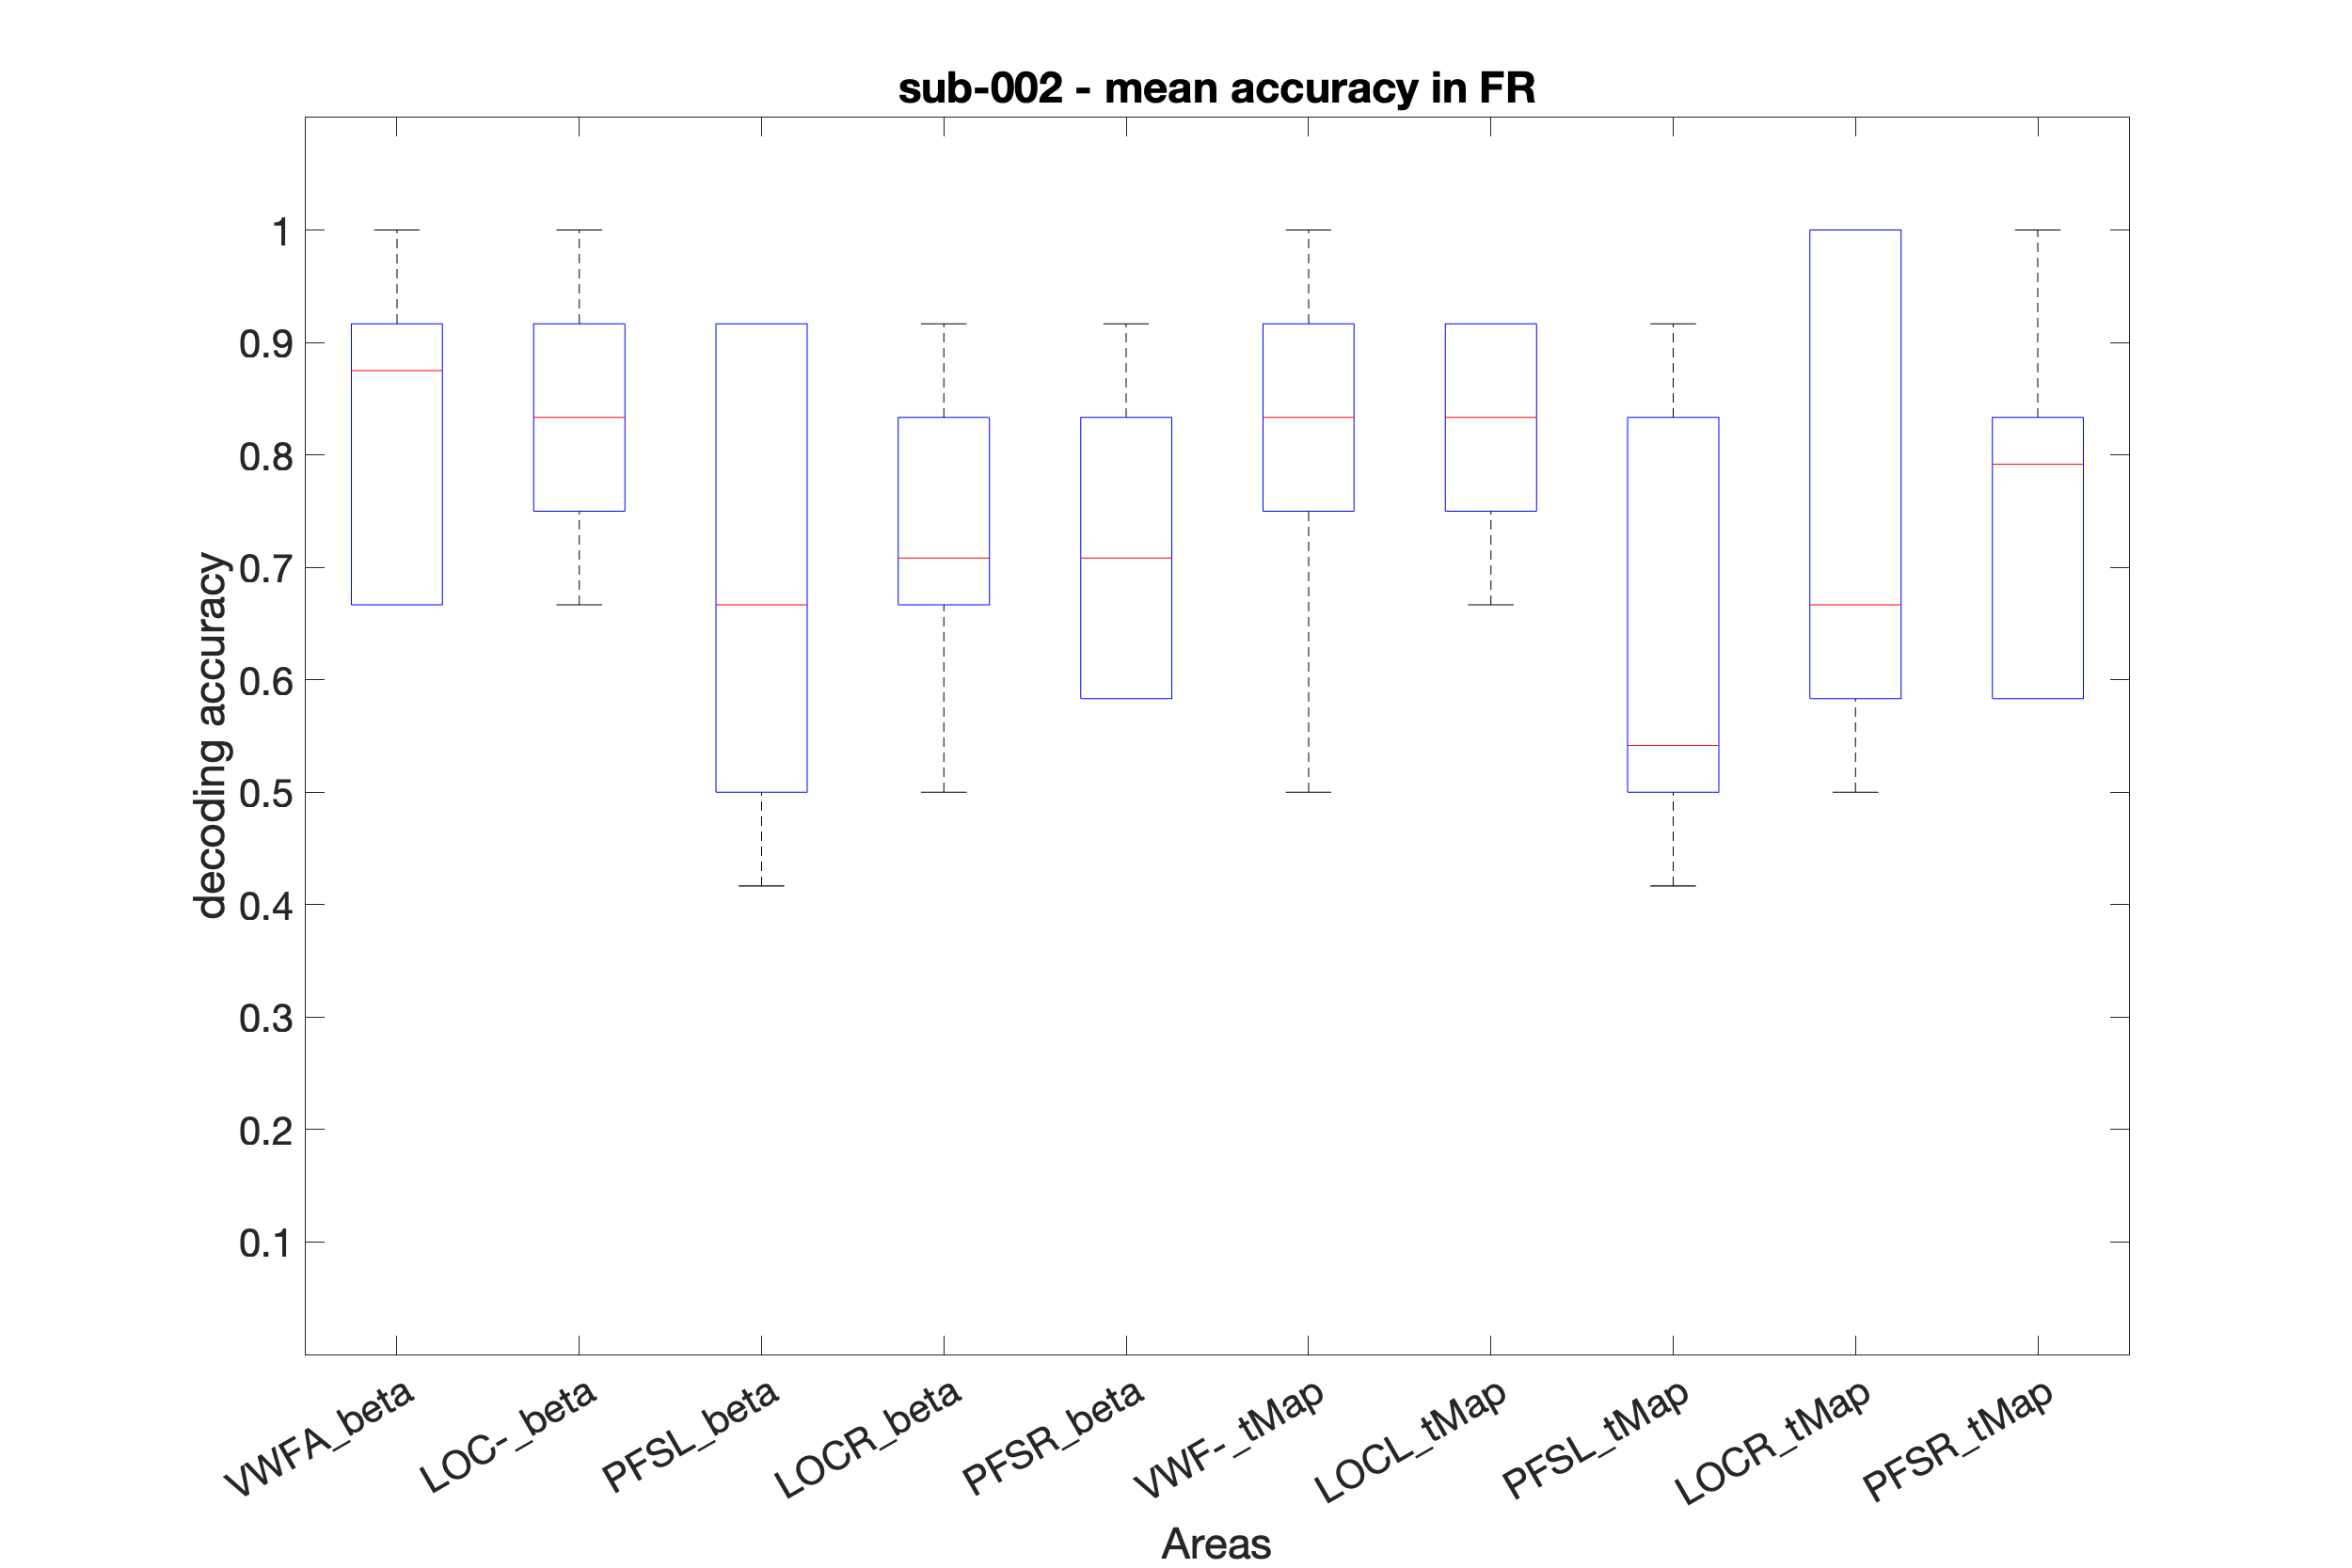 sub-002 - mean accuracy in FR
decoding accuracy
1
0.9
0.8
0.7
0.6
0.5
0.4
0.3
0.2
0.1
VWFA_beta
LOC-_beta
PFSL_beta
LOCR_beta
PFSR_beta
VWF-_tMap
LOCL_tMap
PFSL_tMap
LOCR_tMap
PFSR_tMap
Areas